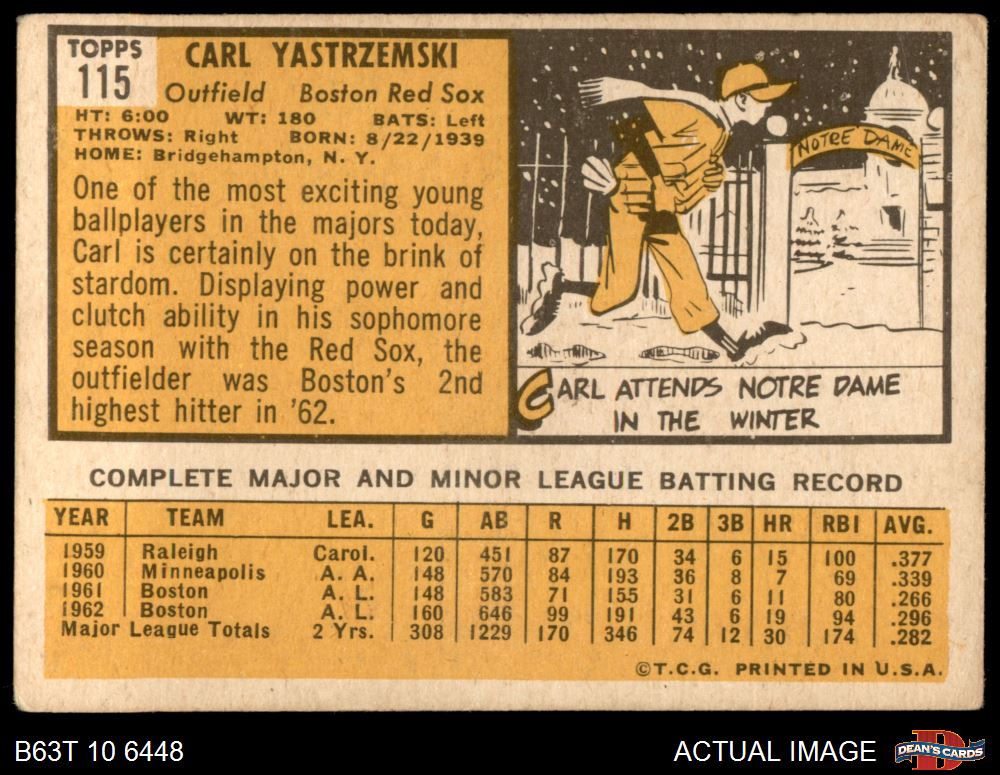 TOPPS
115
CARL YASTRZEMSKI
Outfield Boston Red Sox
HT: 6:00 WT: 180 BATS: Left
THROWS: Right BORN: 8/22/1939
HOME: Bridgehampton, N. Y.
One of the most exciting young
ballplayers in the majors today,
Carl is certainly on the brink of
stardom. Displaying power and
clutch ability in his sophomore
season with the Red Sox, the
outfielder was Boston's 2nd
highest hitter in '62.
NOTRE DAME
CARL ATTENDS NOTRE DAME
IN THE WINTER
COMPLETE MAJOR AND MINOR LEAGUE BATTING RECORD
YEAR TEAM LEA. G AB R H 2B 3B HR RBI AVG.
1959 Raleigh Carol. 120 451 87 170 34 6 15 100 .377
1960 Minneapolis A. A. 148 570 84 193 36 8 7 69 .339
1961 Boston A. L. 148 583 71 155 31 6 11 80 .266
1962 Boston A. L. 160 646 99 191 43 6 19 94 .296
Major League Totals 2 Yrs. 308 1229 170 346 74 12 30 174 .282
©T.C.G. PRINTED IN U.S.A.
B63T 10 6448
ACTUAL IMAGE
D
DEAN'S CARDS